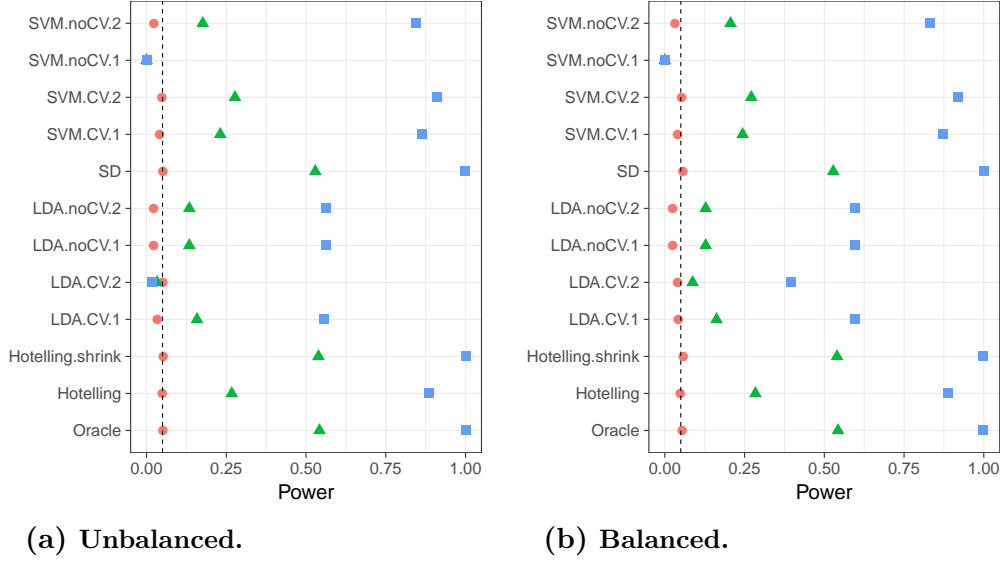 SVM.noCV.2
SVM.noCV.1
SVM.CV.2
SVM.CV.1
SD
LDA.noCV.2
LDA.noCV.1
LDA.CV.2
LDA.CV.1
Hotelling.shrink
Hotelling
Oracle
0.00 0.25 0.50 0.75 1.00
Power
(a) Unbalanced.
SVM.noCV.2
SVM.noCV.1
SVM.CV.2
SVM.CV.1
SD
LDA.noCV.2
LDA.noCV.1
LDA.CV.2
LDA.CV.1
Hotelling.shrink
Hotelling
Oracle
0.00 0.25 0.50 0.75 1.00
Power
(b) Balanced.